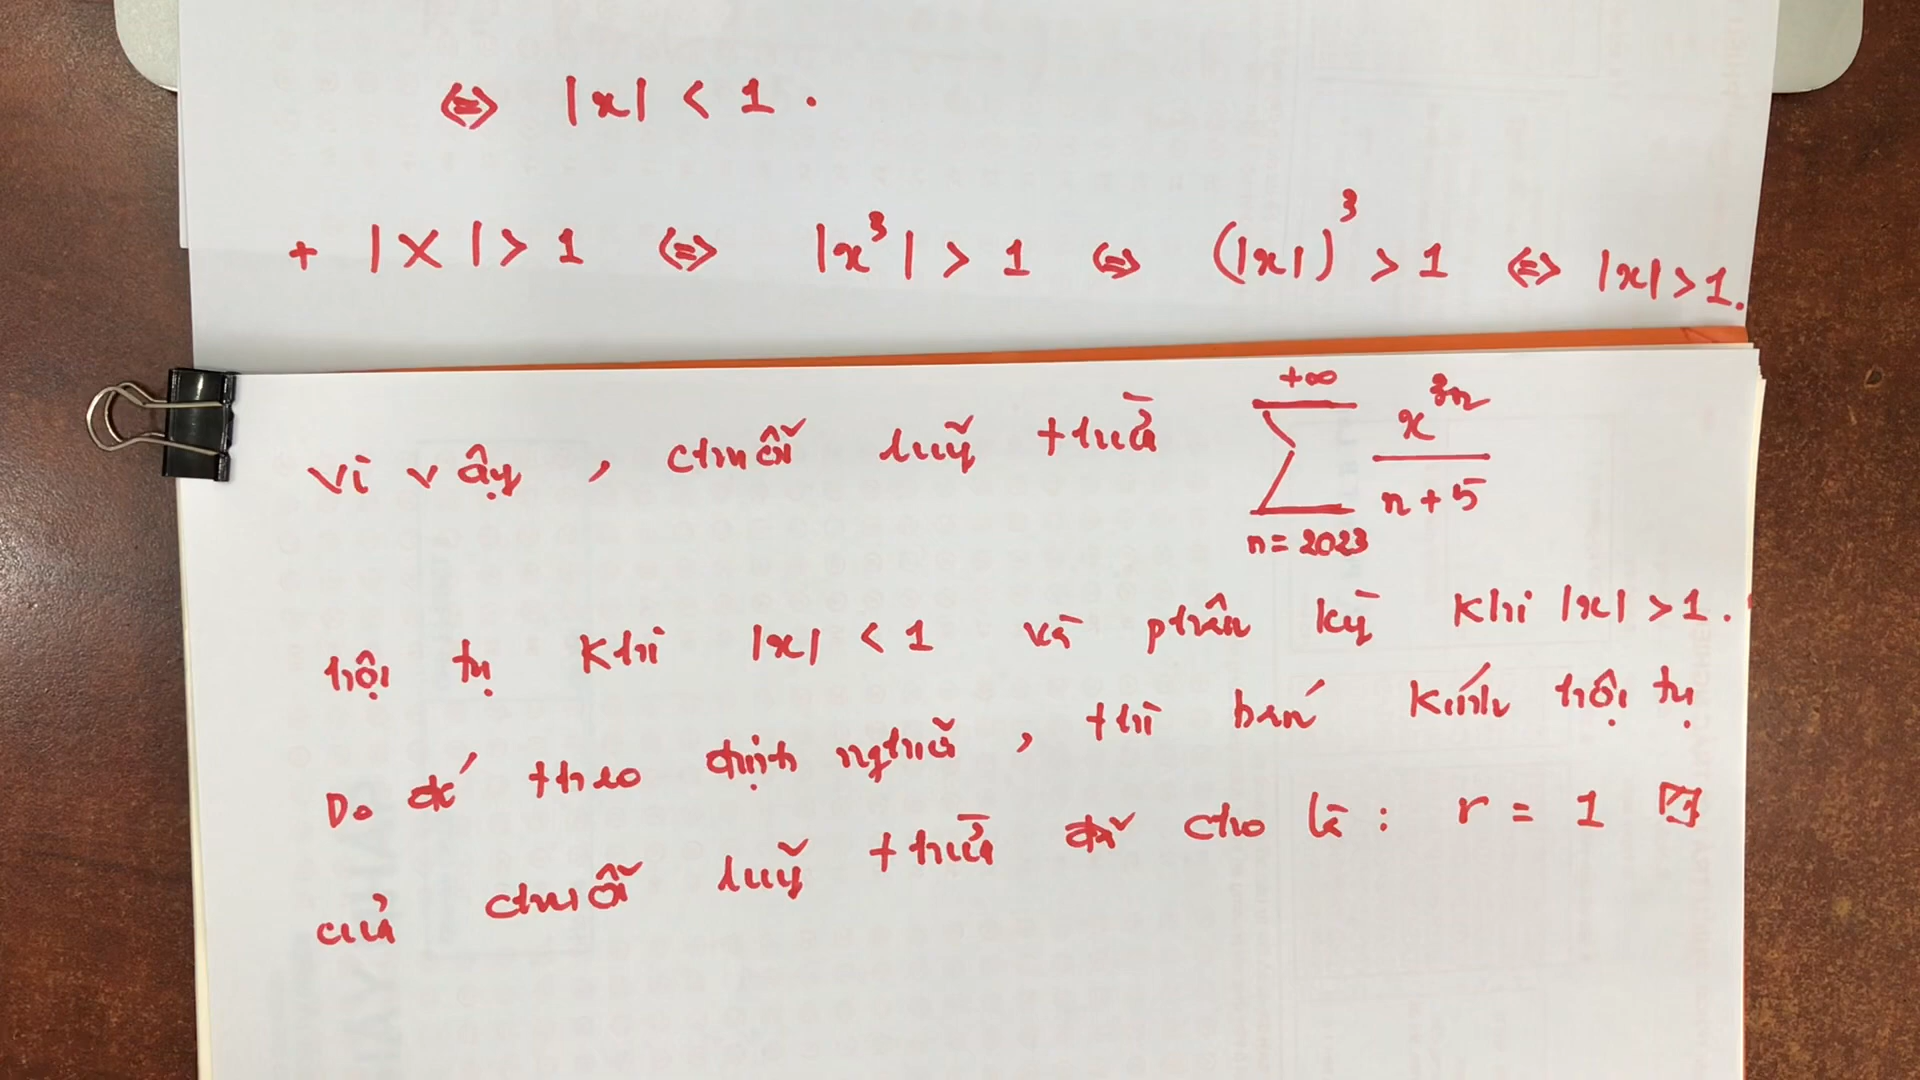 ⇔ |x| < 1.
+ |X| > 1 ⇔ |x³| > 1 ⇔ (|x|)³ > 1 ⇔ |x| > 1.
Vì vậy, chuỗi luỹ thừa \sum_{n=2023}^{+∞} \frac{x^{3n}}{n+5}
hội tụ khi |x| < 1 và phân kỳ khi |x| > 1.
Do đó theo định nghĩa, thì bán kính hội tụ
của chuỗi luỹ thừa đã cho là: r = 1